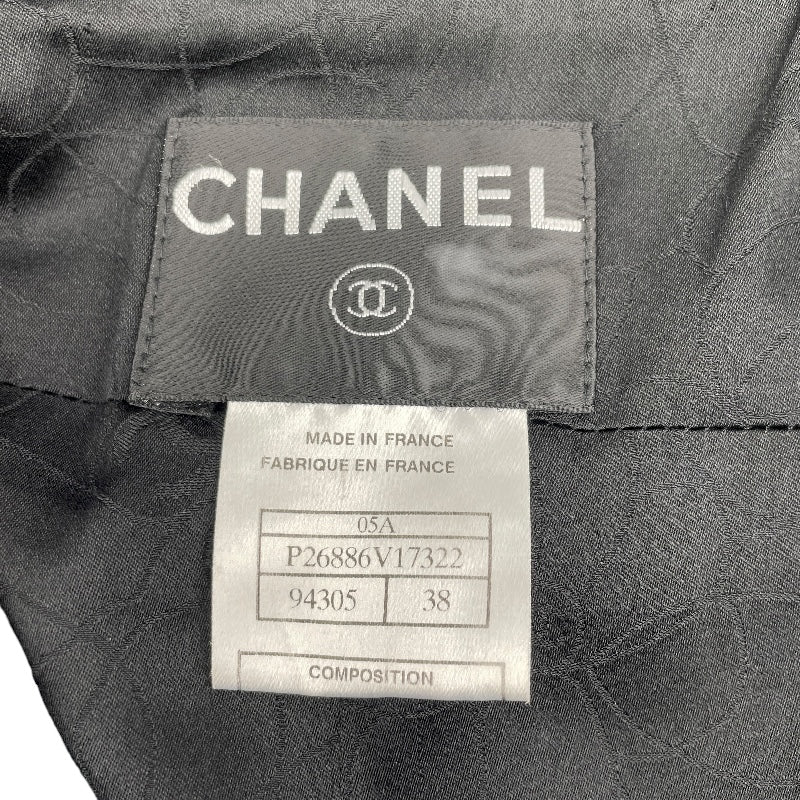 CHANEL
MADE IN FRANCE
FABRIQUE EN FRANCE
05A
P26886V17322
94305 38
COMPOSITION